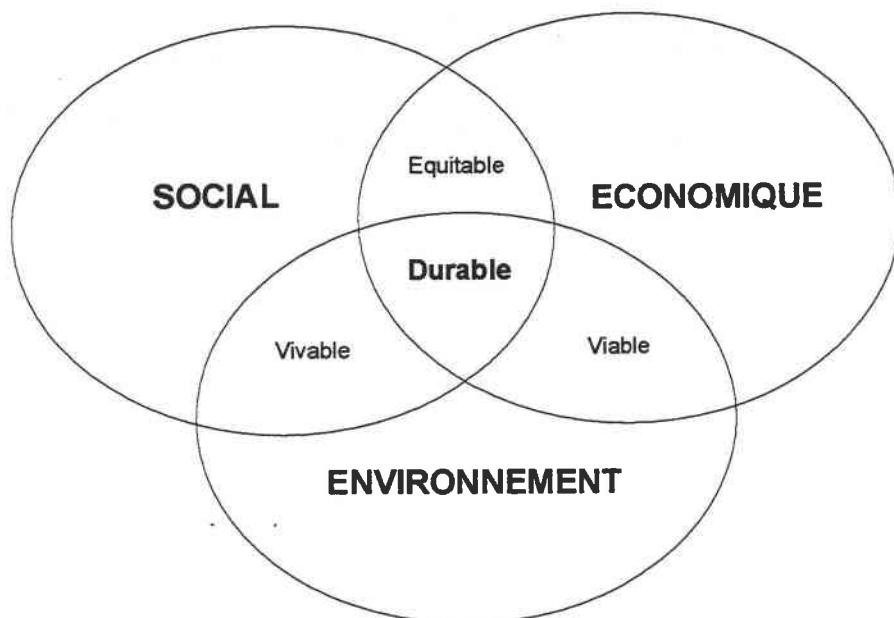 Equitable
SOCIAL
ECONOMIQUE
Durable
Vivable
Viable
ENVIRONNEMENT